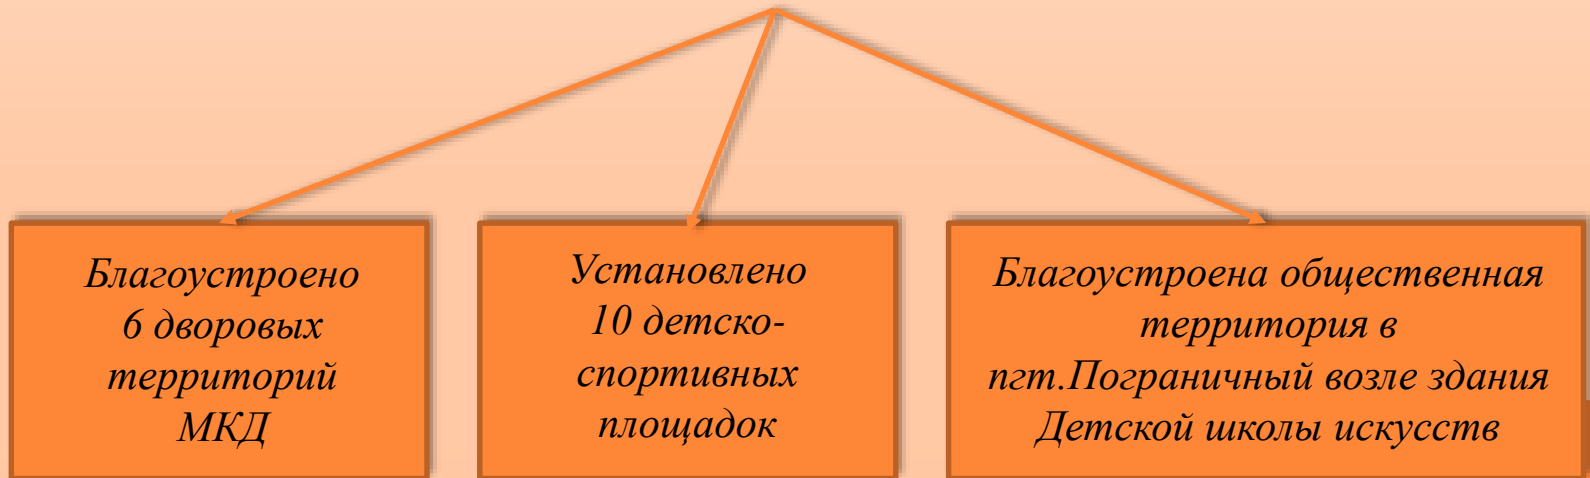 Благоустроено
6 дворовых
территорий
МКД
Установлено
10 детско-
спортивных
площадок
Благоустроена общественная
территория в
пгт.Пограничный возле здания
Детской школы искусств